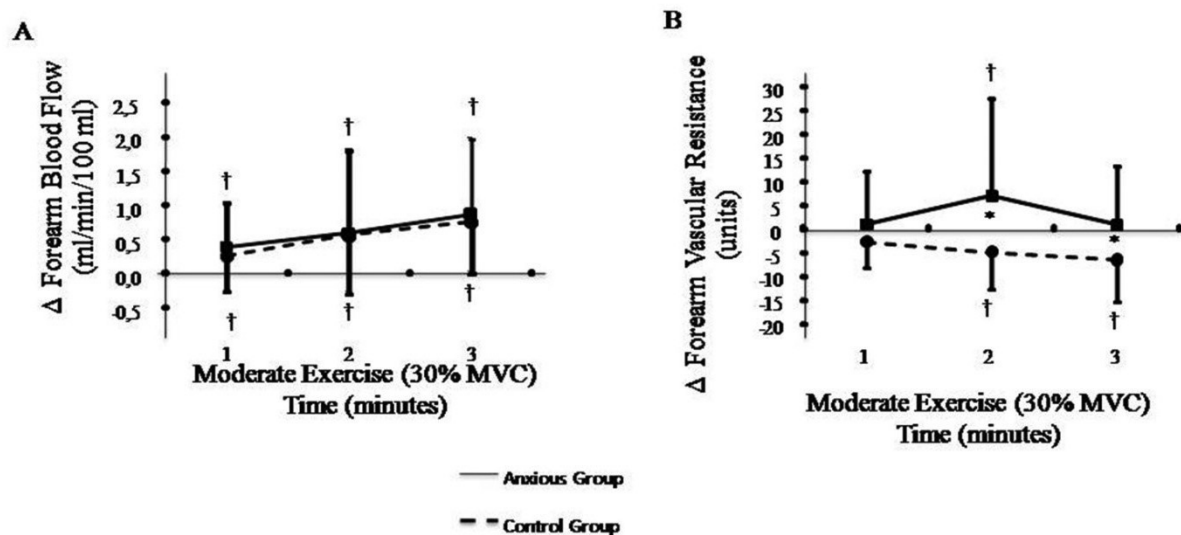 A
Δ Forearm Blood Flow
(ml/min/100 ml)
†
†
†
2,5
2,0
1,5
1,0
0,5
0,0
-0,5
†
†
†
1
2
3
Moderate Exercise (30% MVC)
Time (minutes)
B
Δ Forearm Vascular Resistance
(units)
†
30
25
20
15
10
5
0
-5
-10
-15
-20
*
*
†
†
1
2
3
Moderate Exercise (30% MVC)
Time (minutes)
Anxious Group
Control Group